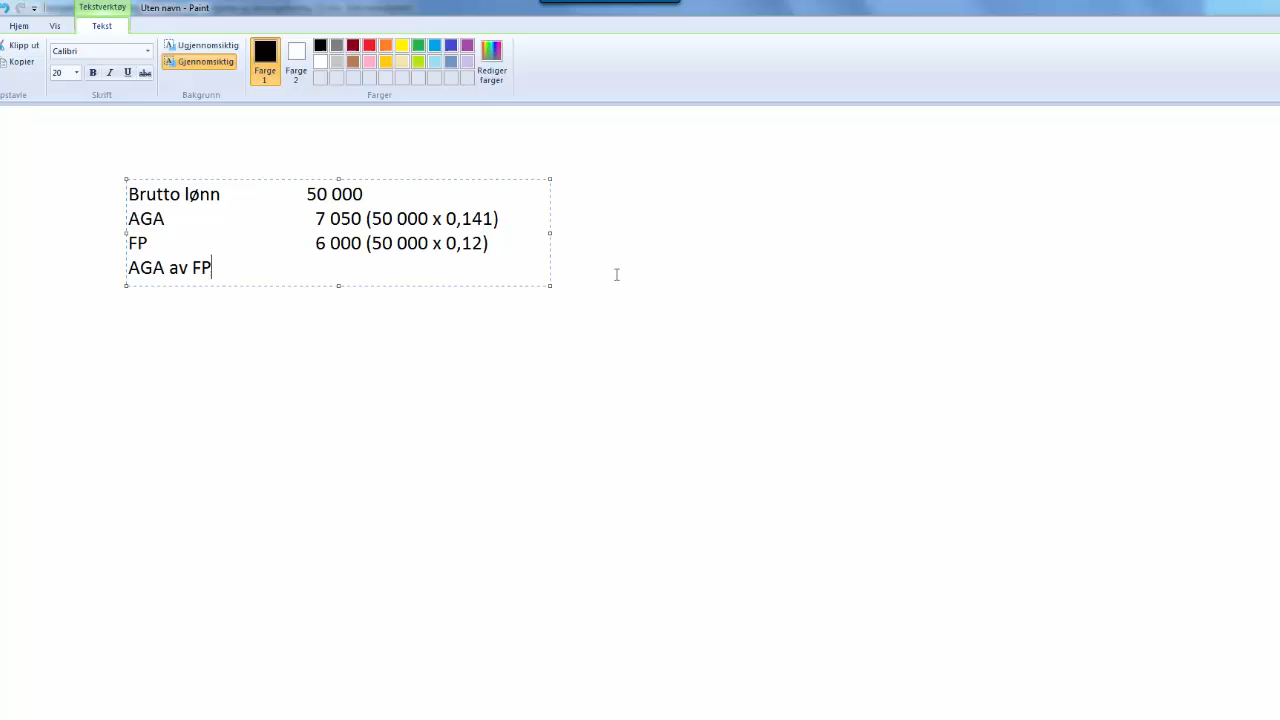 Tekstverktøy Uten navn - Paint
Hjem Vis Tekst
Klipp ut Calibri Ugjennomsiktig
Kopier 20 B I U abc Gjennomsiktig Farge 1 Farge 2 Rediger farger
pstavle Skrift Bakgrunn Farger
Brutto lønn 50 000
AGA 7 050 (50 000 x 0,141)
FP 6 000 (50 000 x 0,12)
AGA av FP